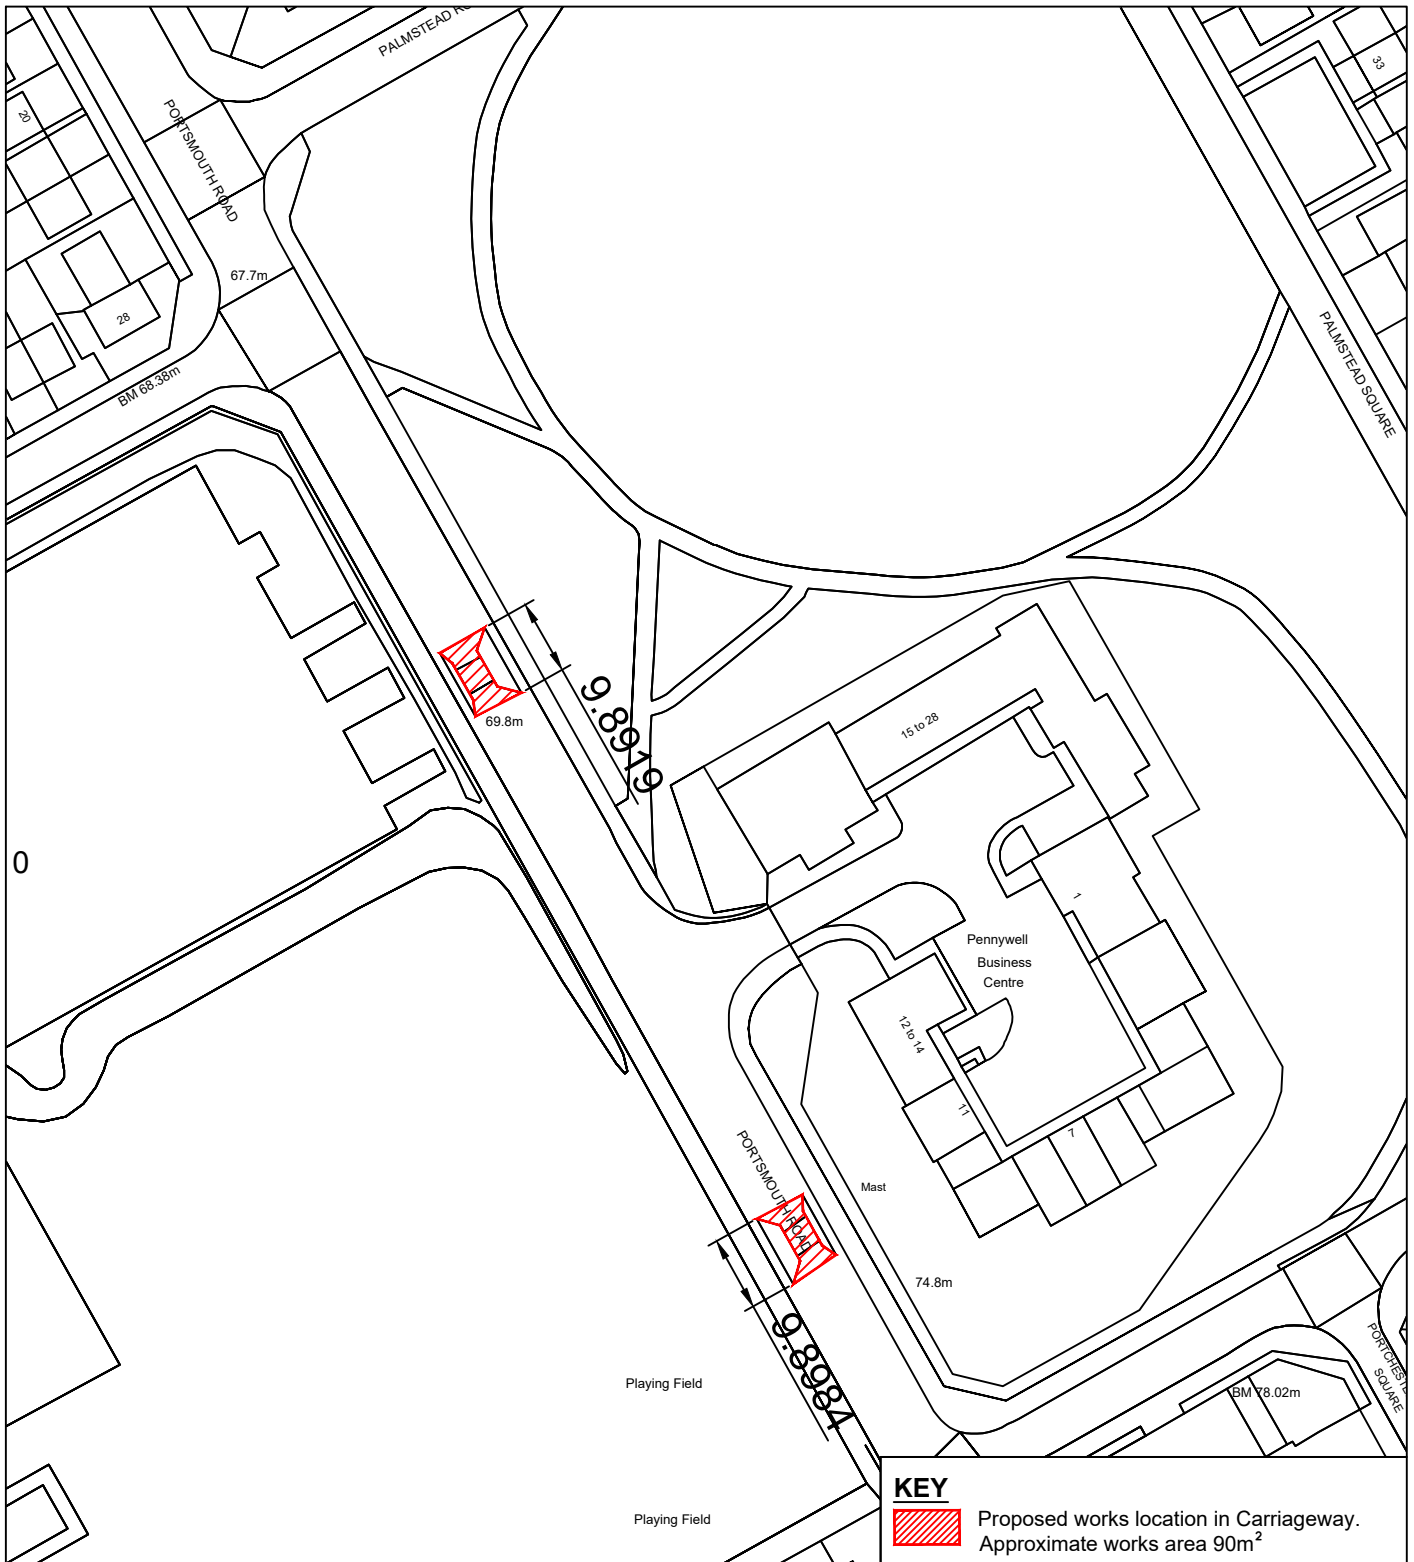 PALMSTEAD RO
33
20
PORTSMOUTH ROAD
67.7m
28
BM 68.38m
PALMSTEAD SQUARE
9.8919
69.8m
15 to 28
0
1
Pennywell
Business
Centre
12 to 14
11
7
PORTSMOUTH ROAD
Mast
74.8m
9.8984
PORTCHESTE
SQUARE
Playing Field
BM 78.02m
KEY
Proposed works location in Carriageway.
Approximate works area 90m²
Playing Field